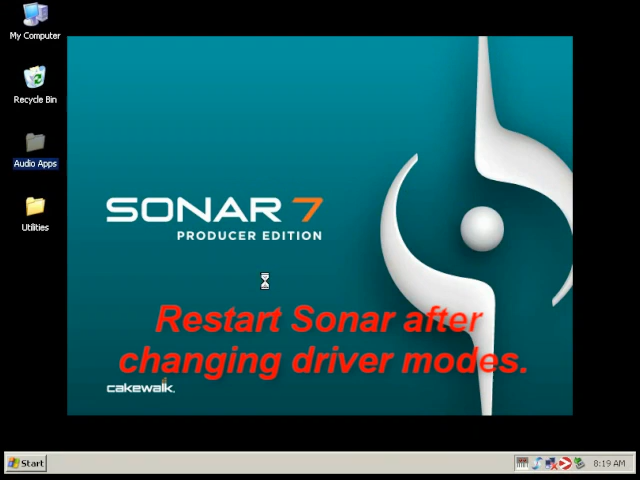 My Computer
Recycle Bin
Audio Apps
Utilities
SONAR 7
PRODUCER EDITION
Restart Sonar after
changing driver modes.
cakewalk.
Start
8:19 AM